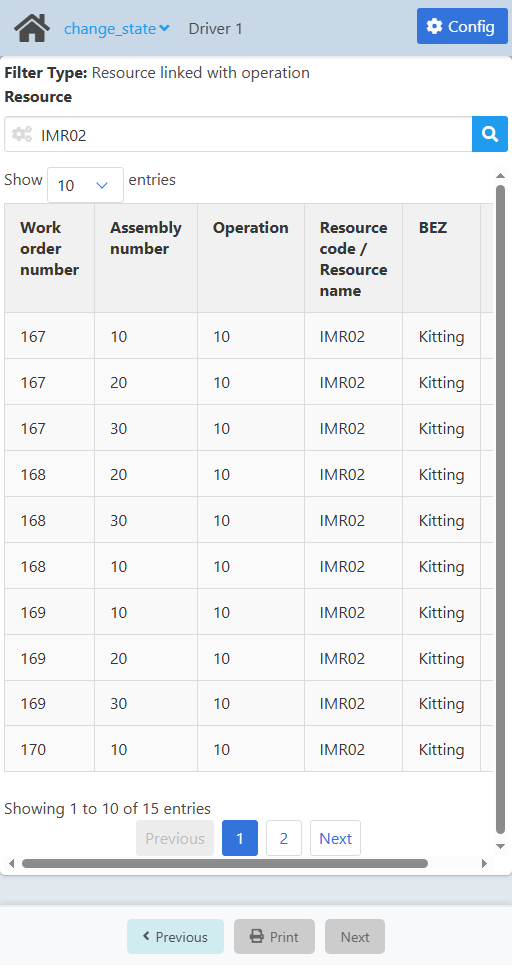 change_state Driver 1 Config
Filter Type: Resource linked with operation
Resource
IMR02
Show 10 entries
Work order number Assembly number Operation Resource code / Resource name BEZ
167 10 10 IMR02 Kitting
167 20 10 IMR02 Kitting
167 30 10 IMR02 Kitting
168 20 10 IMR02 Kitting
168 30 10 IMR02 Kitting
168 10 10 IMR02 Kitting
169 10 10 IMR02 Kitting
169 20 10 IMR02 Kitting
169 30 10 IMR02 Kitting
170 10 10 IMR02 Kitting
Showing 1 to 10 of 15 entries
Previous 1 2 Next
Previous Print Next